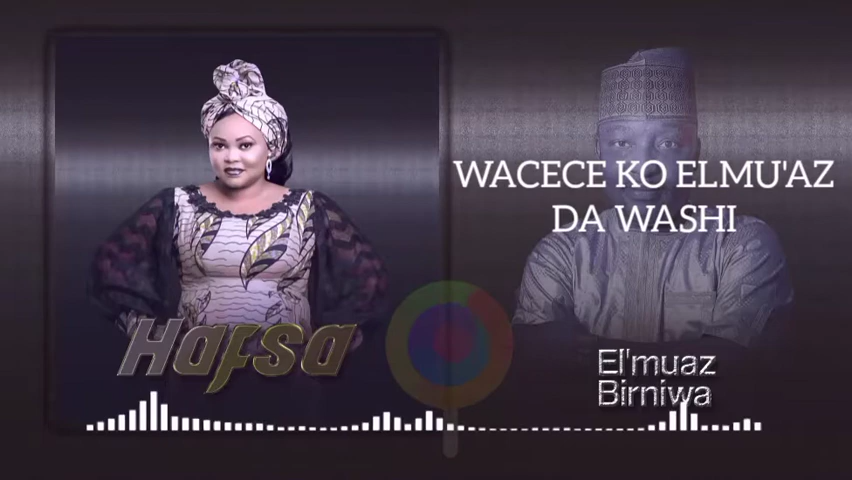 WACECE KO ELMU'AZ
DA WASHI
Hafsa
El'muaz
Birniwa